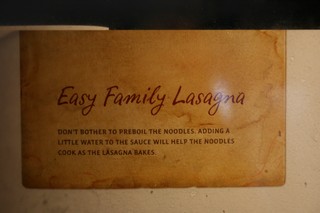 Easy Family Lasagna
DON'T BOTHER TO PREBOIL THE NOODLES. ADDING A
LITTLE WATER TO THE SAUCE WILL HELP THE NOODLES
COOK AS THE LASAGNA BAKES.